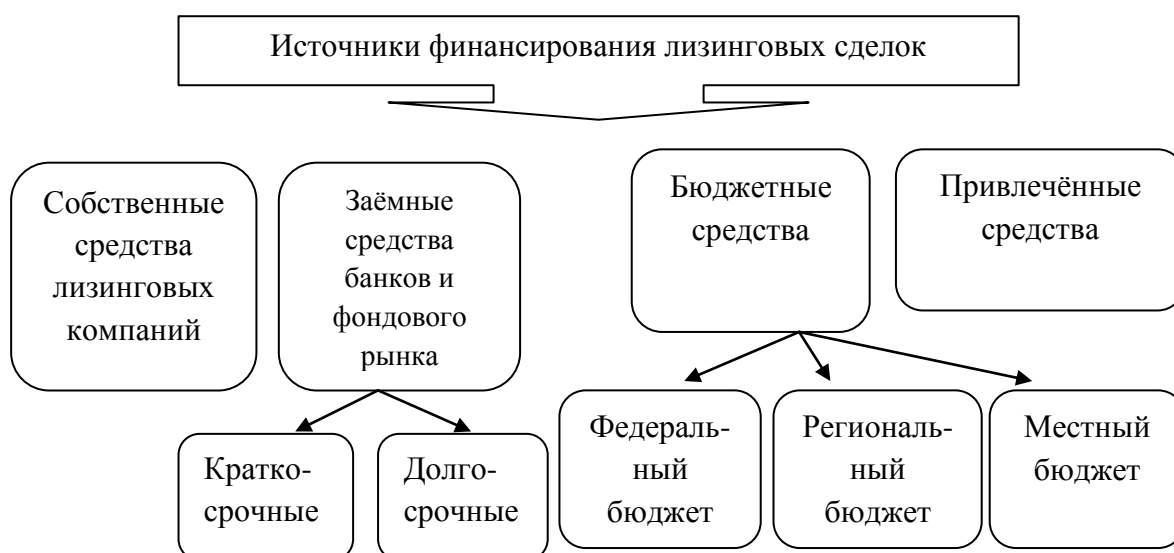 Источники финансирования лизинговых сделок
Собственные
средства
лизинговых
компаний
Заёмные
средства
банков и
фондового
рынка
Бюджетные
средства
Привлечённые
средства
Кратко-
срочные
Долго-
срочные
Федераль-
ный
бюджет
Региональ-
ный
бюджет
Местный
бюджет